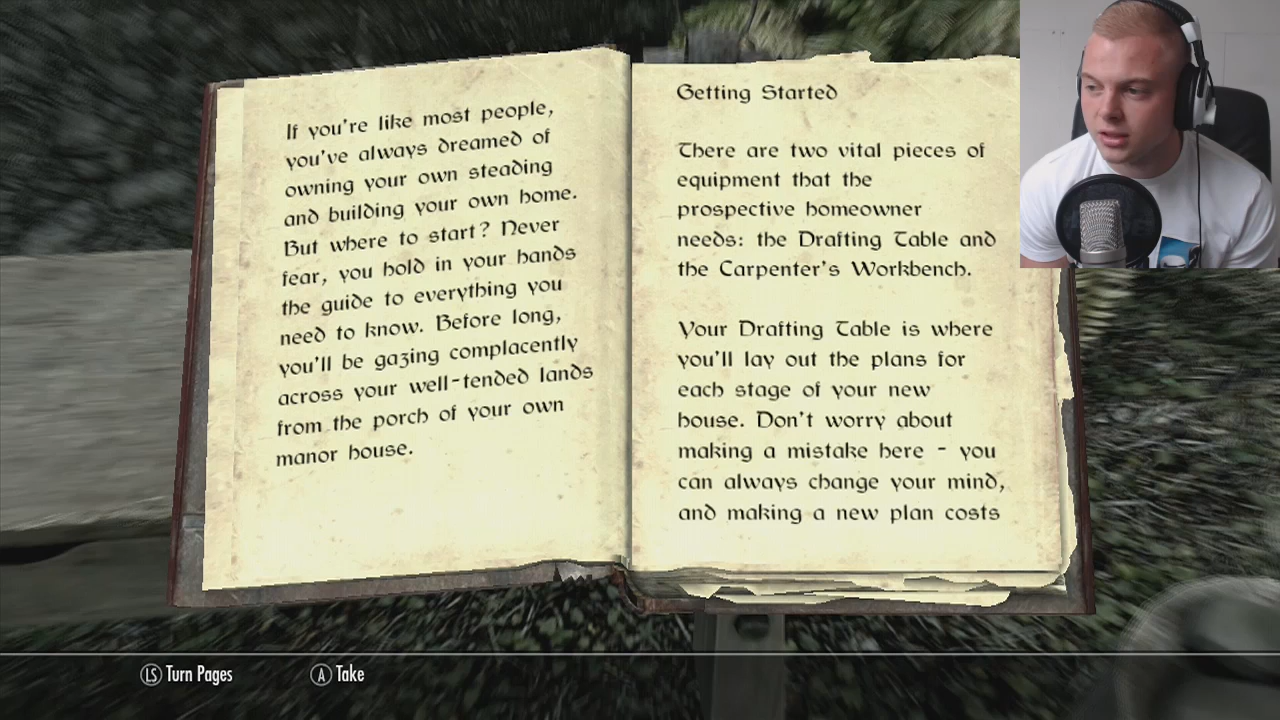 If you're like most people,
you've always dreamed of
owning your own steading
and building your own home.
But where to start? Never
fear, you hold in your hands
the guide to everything you
need to know. Before long,
you'll be gazing complacently
across your well-tended lands
from the porch of your own
manor house.
Getting Started
There are two vital pieces of
equipment that the
prospective homeowner
needs: the Drafting Table and
the Carpenter's Workbench.
Your Drafting Table is where
you'll lay out the plans for
each stage of your new
house. Don't worry about
making a mistake here - you
can always change your mind,
and making a new plan costs
LS Turn Pages
A Take